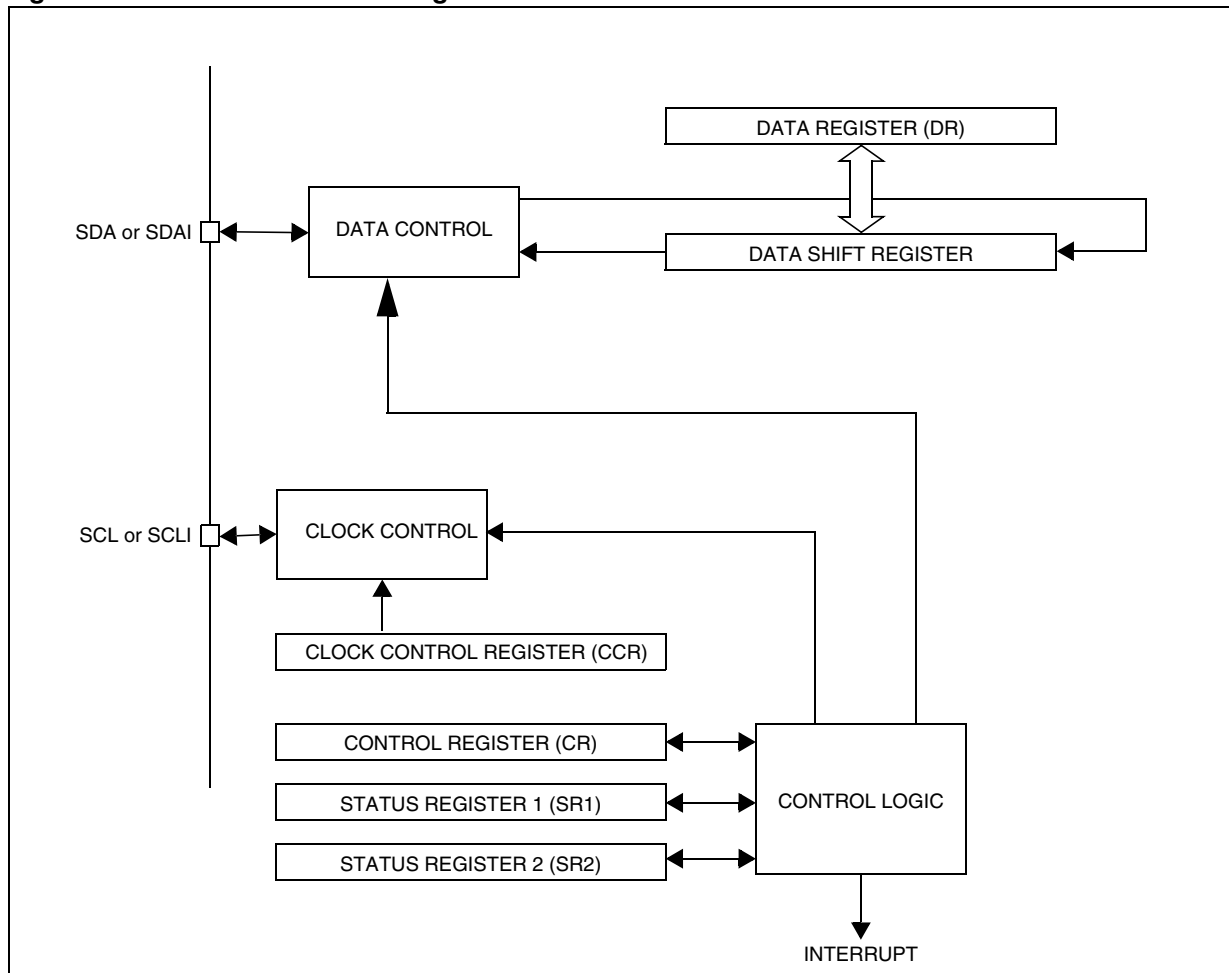 DATA REGISTER (DR)
SDA or SDAI
DATA CONTROL
DATA SHIFT REGISTER
SCL or SCLI
CLOCK CONTROL
CLOCK CONTROL REGISTER (CCR)
CONTROL REGISTER (CR)
STATUS REGISTER 1 (SR1)
CONTROL LOGIC
STATUS REGISTER 2 (SR2)
INTERRUPT